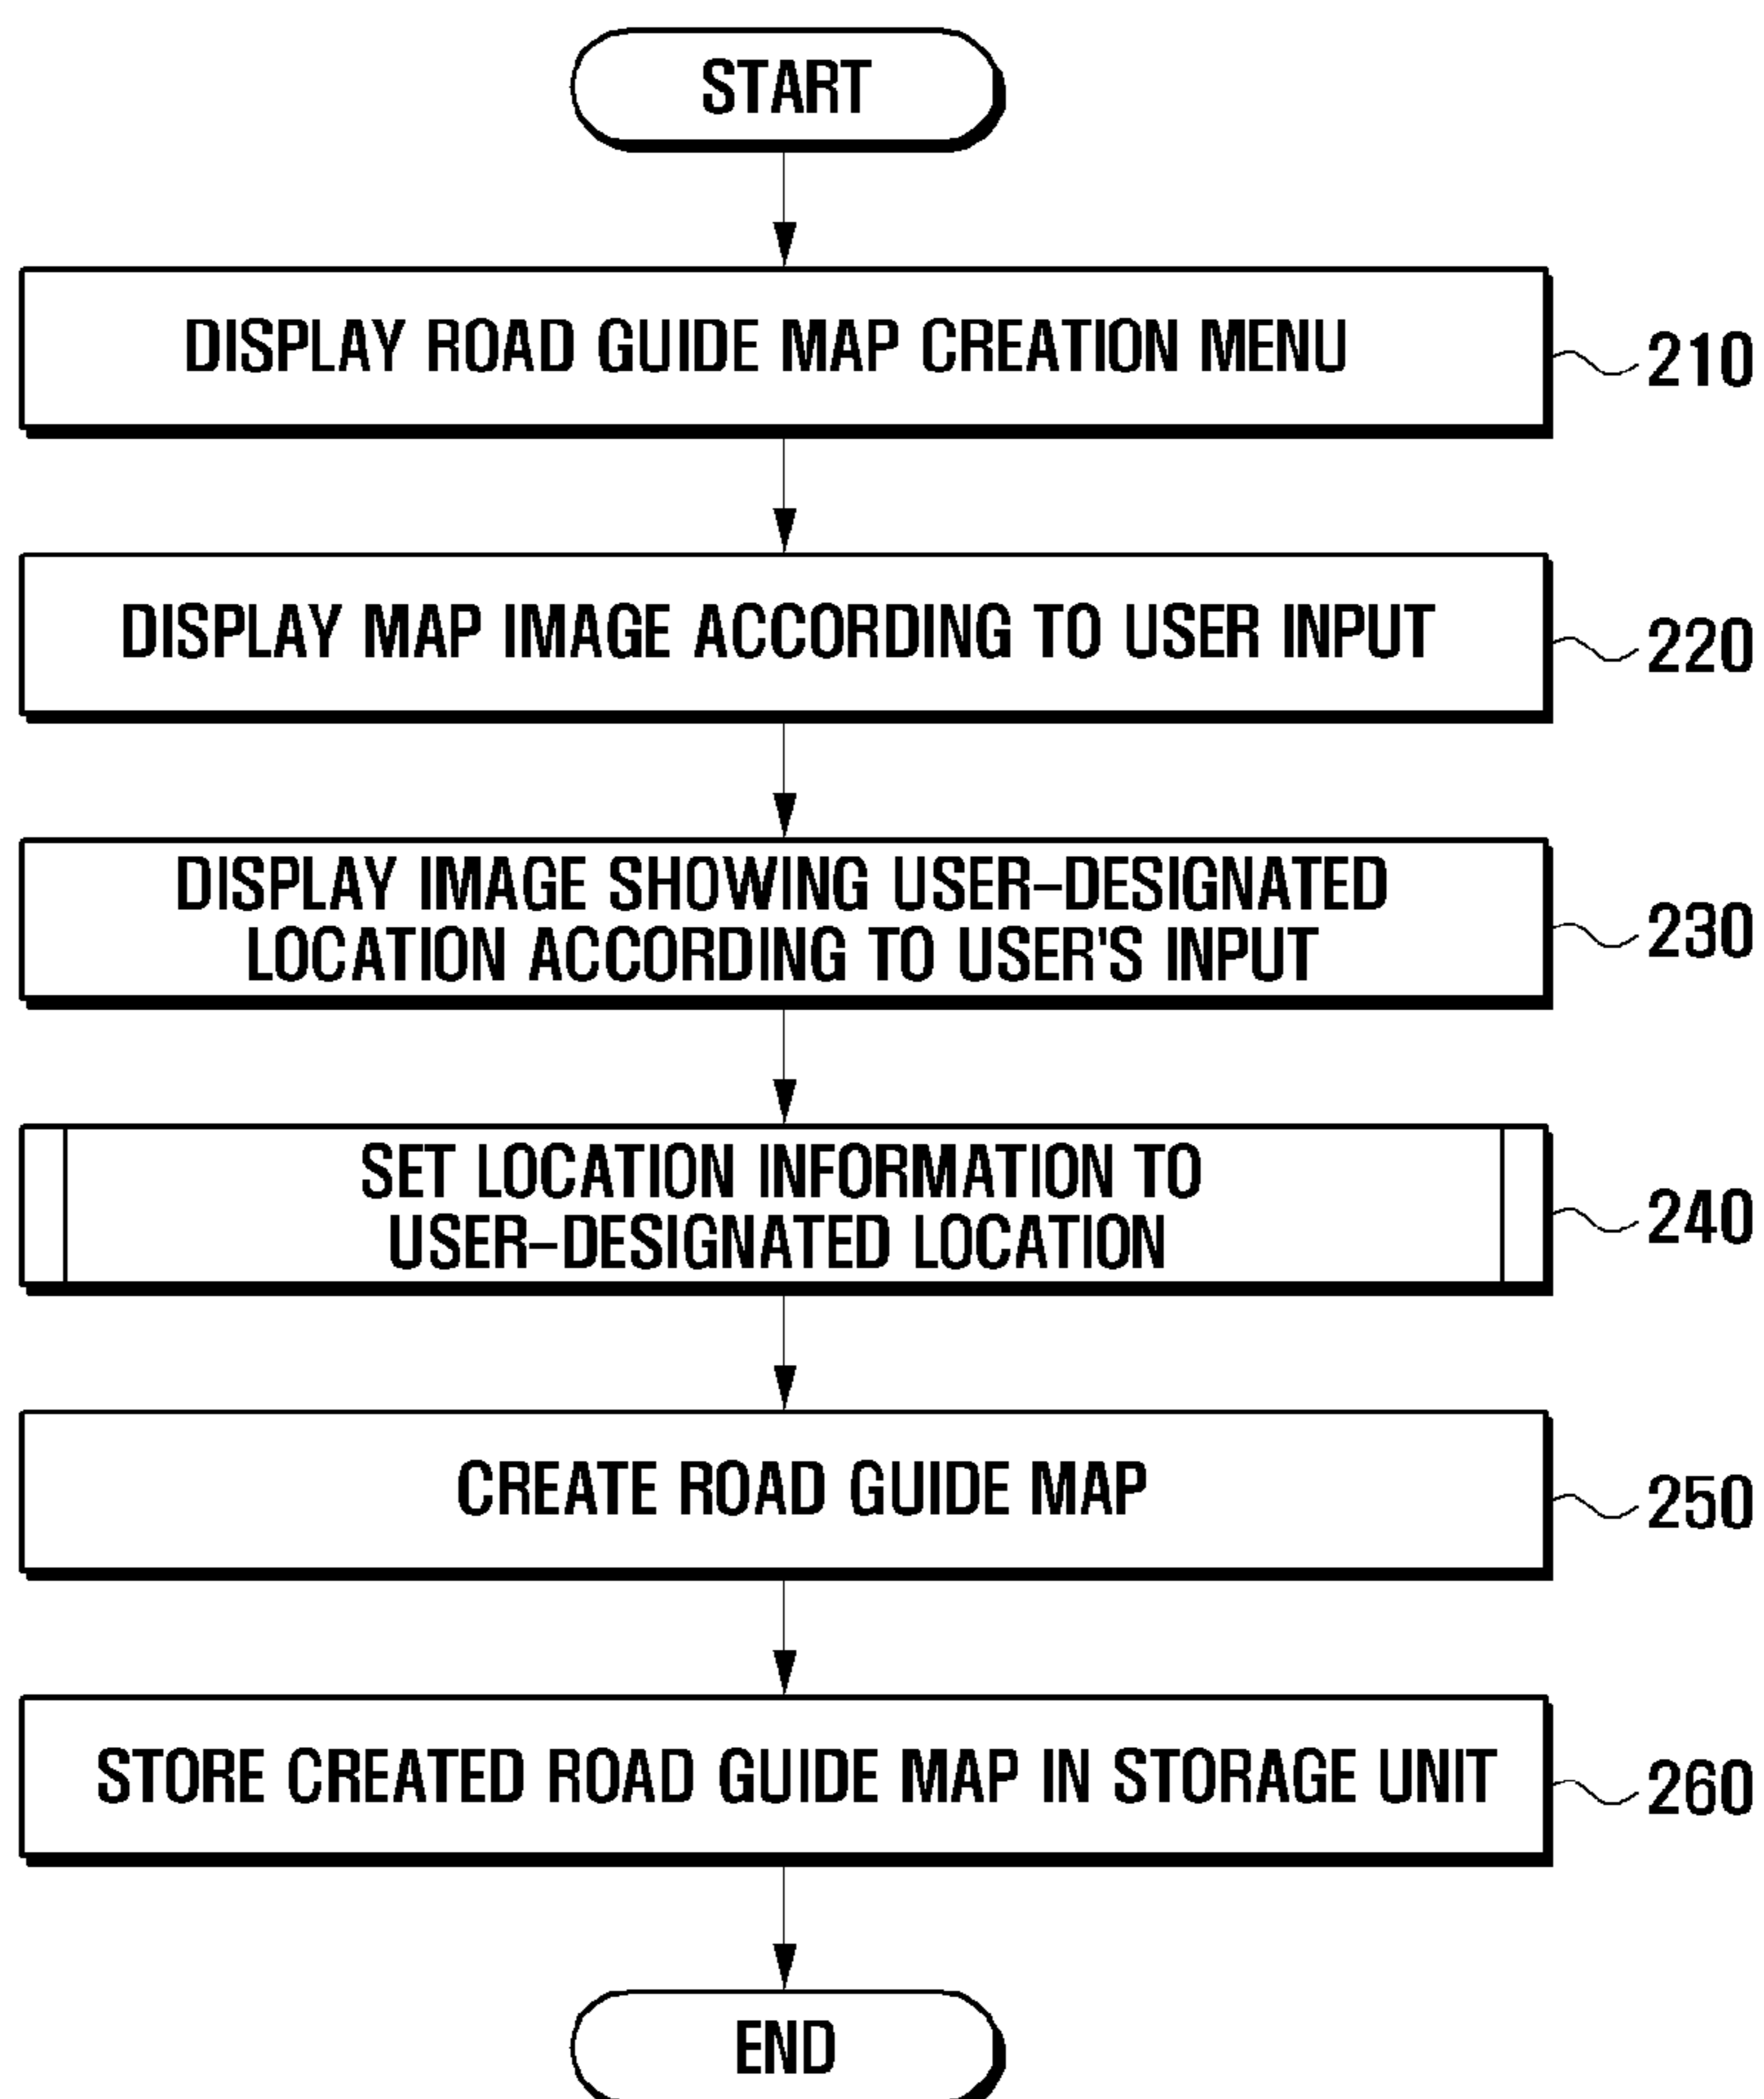 START
DISPLAY ROAD GUIDE MAP CREATION MENU
210
DISPLAY MAP IMAGE ACCORDING TO USER INPUT
220
DISPLAY IMAGE SHOWING USER-DESIGNATED
LOCATION ACCORDING TO USER'S INPUT
230
SET LOCATION INFORMATION TO
USER-DESIGNATED LOCATION
240
CREATE ROAD GUIDE MAP
250
STORE CREATED ROAD GUIDE MAP IN STORAGE UNIT
260
END